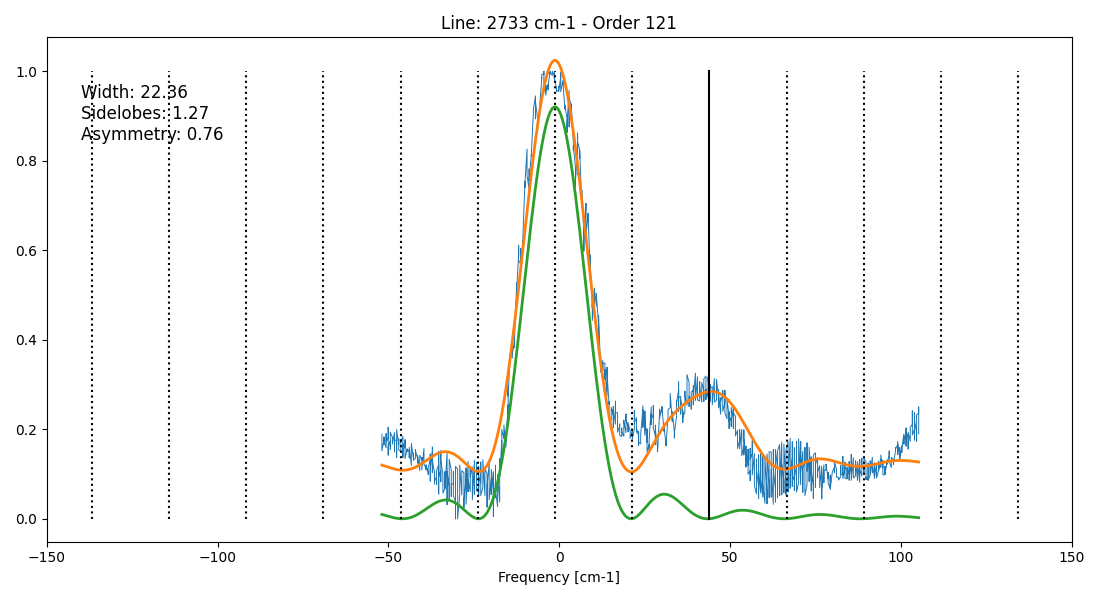 Line: 2733 cm-1 - Order 121
1.0
Width: 22.36
Sidelobes: 1.27
Asymmetry: 0.76
0.8
0.6
0.4
0.2
0.0
−150 −100 −50 0 50 100 150
Frequency [cm-1]